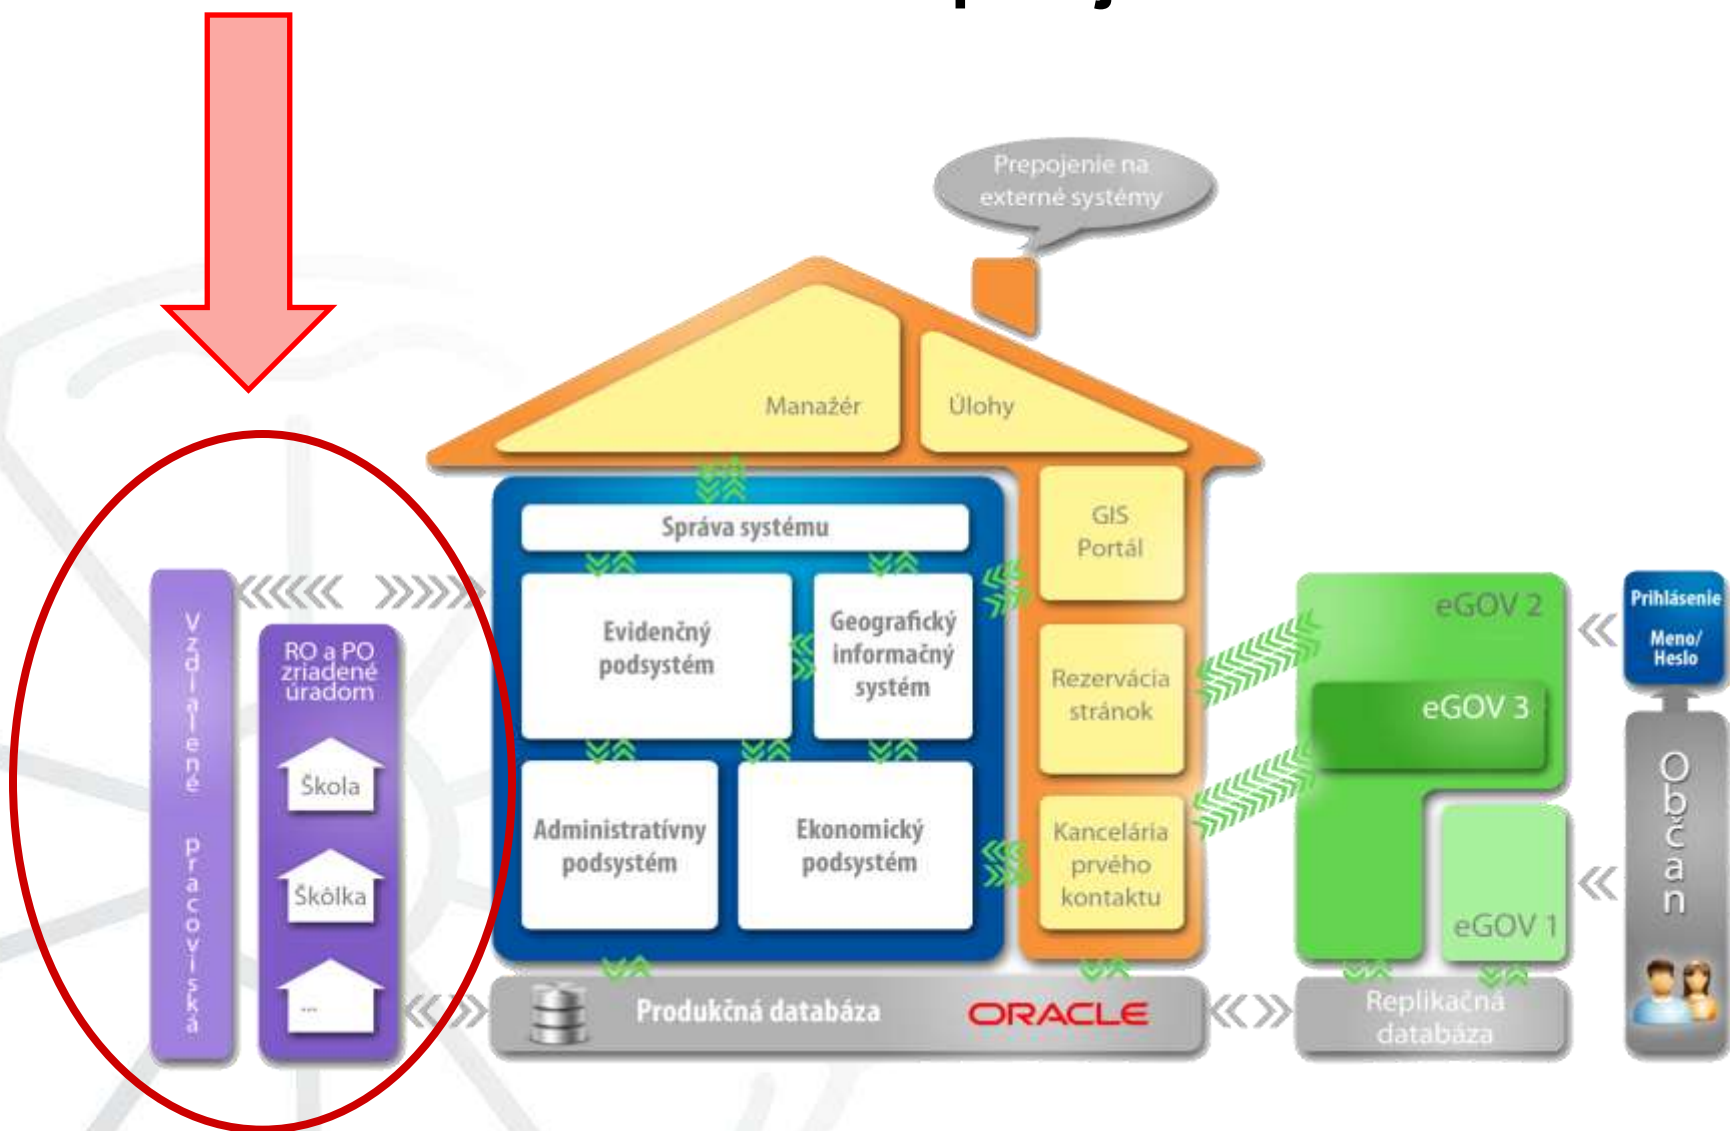 Prepojenie na
externé systémy
Manažér
Úlohy
Správa systému
GIS
Portál
Evidenčný
podsystém
Geografický
informačný
systém
Rezervácia
stránok
Administratívny
podsystém
Ekonomický
podsystém
Kancelária
prvého
kontaktu
Vzdialené pracoviská
RO a PO
zriadené
úradom
Škola
Škôlka
...
Produkčná databáza
ORACLE
eGOV 2
eGOV 3
eGOV 1
Replikačná
databáza
Prihlásenie
Meno/
Heslo
Občan